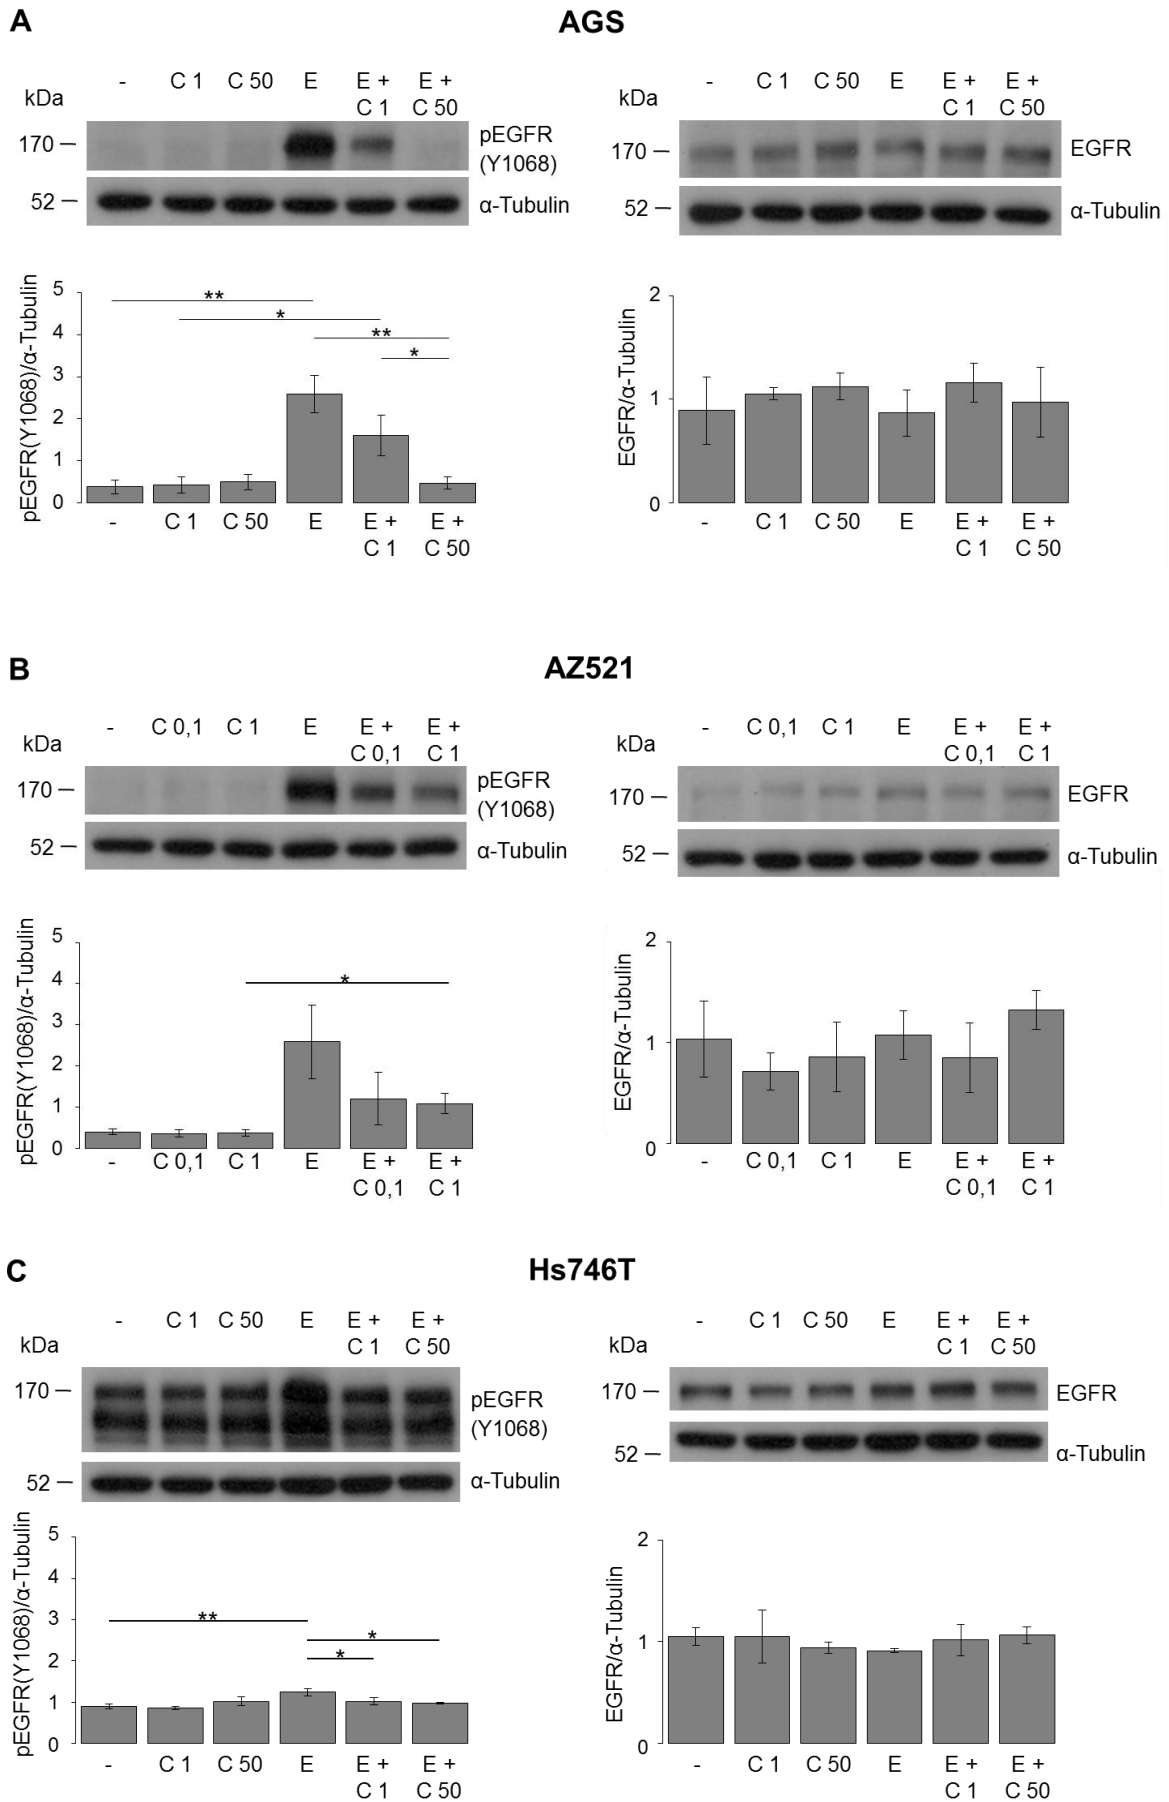 A
AGS
- C 1 C 50 E E + E +
kDa C 1 C 50
170 pEGFR
(Y1068)
52 α-Tubulin
- C 1 C 50 E E + E +
kDa C 1 C 50
170 EGFR
52 α-Tubulin
pEGFR(Y1068)/α-Tubulin
5
4
3
2
1
0
**
*
**
*
- C 1 C 50 E E + E +
C 1 C 50
EGFR/α-Tubulin
2
1
0
- C 1 C 50 E E + E +
C 1 C 50
B
AZ521
- C 0,1 C 1 E E + E +
kDa C 0,1 C 1
170 pEGFR
(Y1068)
52 α-Tubulin
- C 0,1 C 1 E E + E +
kDa C 0,1 C 1
170 EGFR
52 α-Tubulin
pEGFR(Y1068)/α-Tubulin
5
4
3
2
1
0
*
- C 0,1 C 1 E E + E +
C 0,1 C 1
EGFR/α-Tubulin
2
1
0
- C 0,1 C 1 E E + E +
C 0,1 C 1
C
Hs746T
- C 1 C 50 E E + E +
kDa C 1 C 50
170 pEGFR
(Y1068)
52 α-Tubulin
- C 1 C 50 E E + E +
kDa C 1 C 50
170 EGFR
52 α-Tubulin
pEGFR(Y1068)/α-Tubulin
5
4
3
2
1
0
**
*
*
- C 1 C 50 E E + E +
C 1 C 50
EGFR/α-Tubulin
2
1
0
- C 1 C 50 E E + E +
C 1 C 50